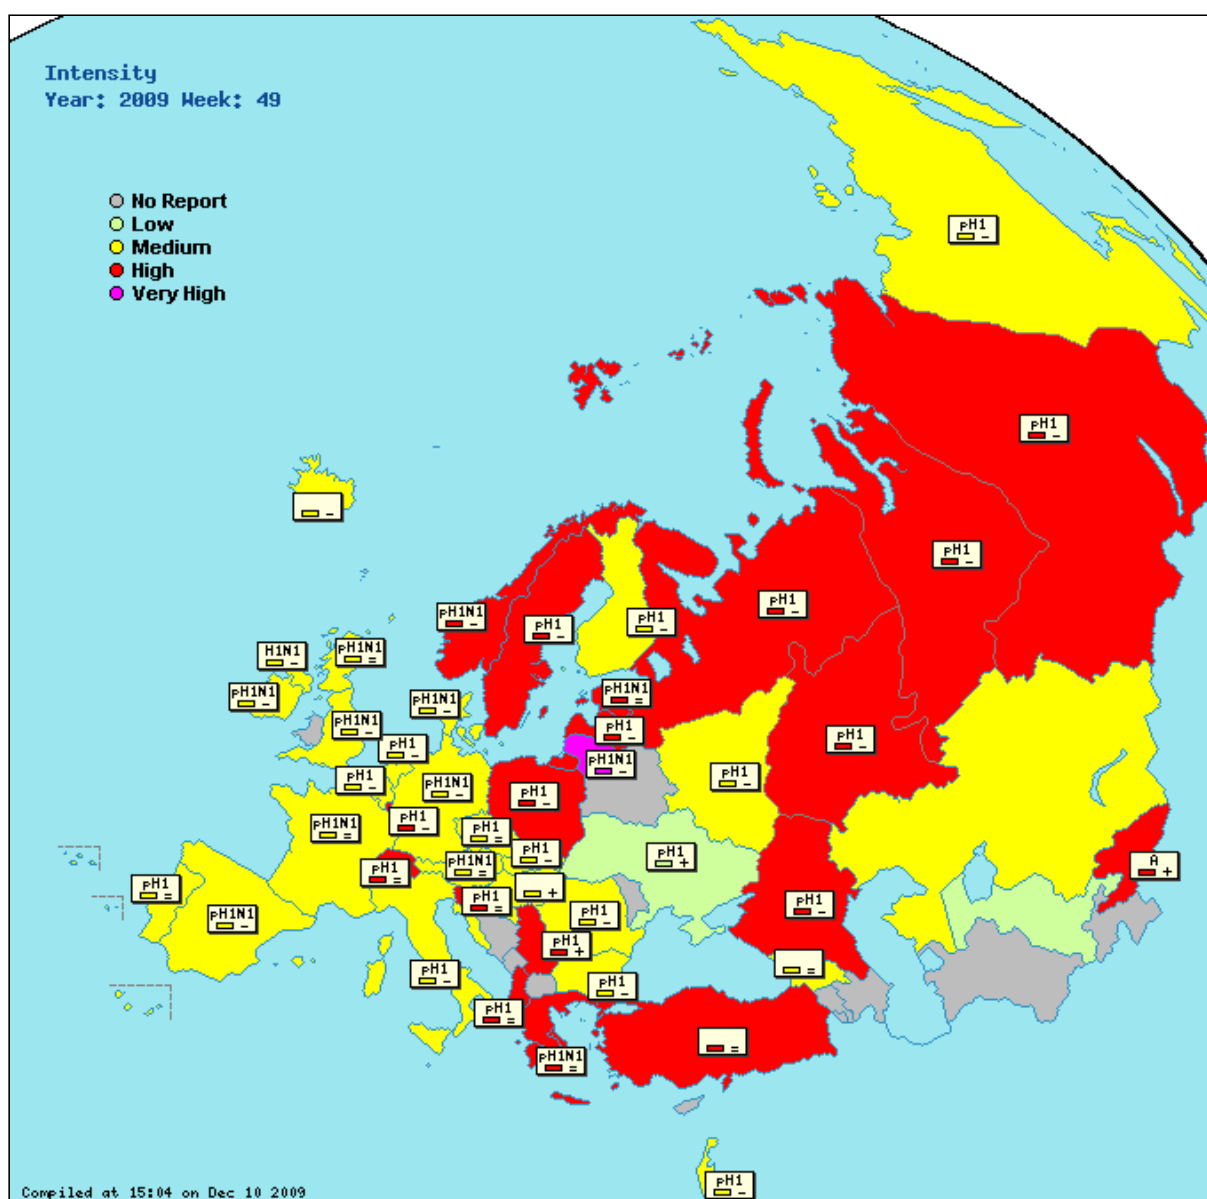 Intensity
Year: 2009 Week: 49
No Report
Low
Medium
High
Very High
pH1 -
pH1 -
-
pH1 -
pH1 -
pH1N1 -
pH1 -
pH1 -
H1N1 -
pH1N1 =
pH1N1 -
pH1N1 =
pH1N1 -
pH1N1 -
pH1 -
pH1 -
pH1 -
pH1N1 -
pH1 -
pH1 -
pH1N1 -
pH1 -
pH1N1 =
pH1 -
pH1 =
pH1 -
pH1 +
pH1 =
pH1N1 =
A +
pH1 =
+
pH1 =
pH1 -
pH1N1 -
pH1 -
pH1 +
=
pH1 -
pH1 -
pH1 =
=
pH1N1 =
pH1 -
Compiled at 15:04 on Dec 10 2009